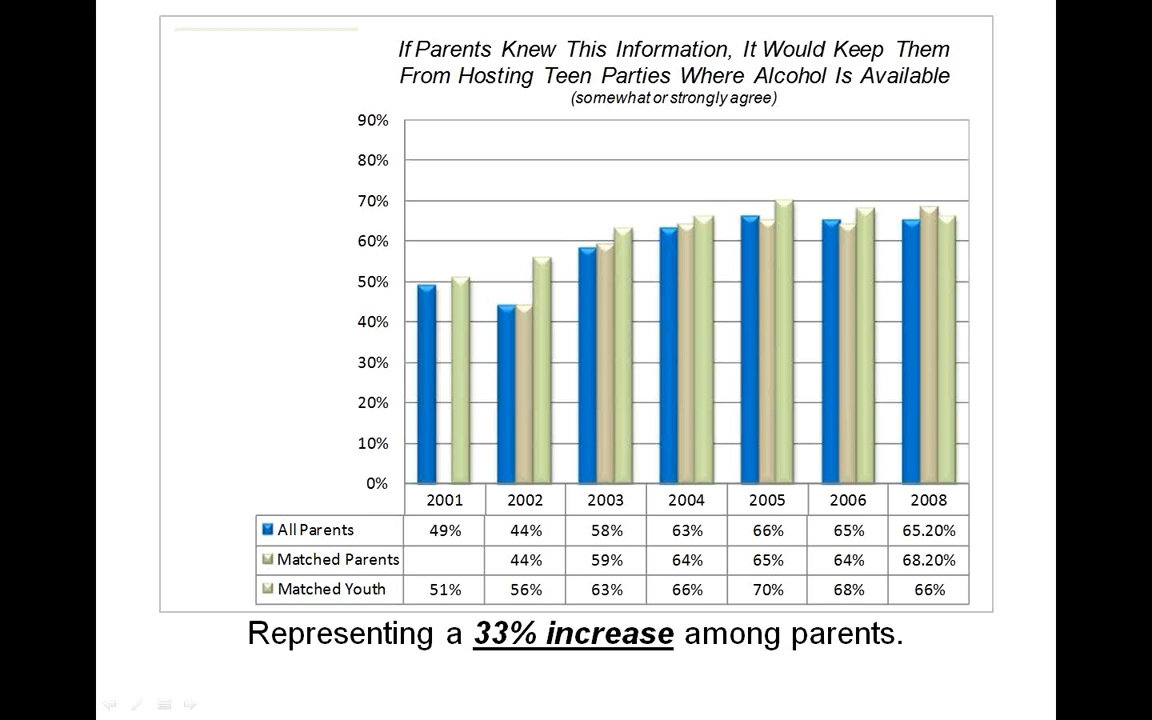 If Parents Knew This Information, It Would Keep Them
From Hosting Teen Parties Where Alcohol Is Available
(somewhat or strongly agree)
90%
80%
70%
60%
50%
40%
30%
20%
10%
0%
2001 2002 2003 2004 2005 2006 2008
All Parents 49% 44% 58% 63% 66% 65% 65.20%
Matched Parents 44% 59% 64% 65% 64% 68.20%
Matched Youth 51% 56% 63% 66% 70% 68% 66%
Representing a 33% increase among parents.